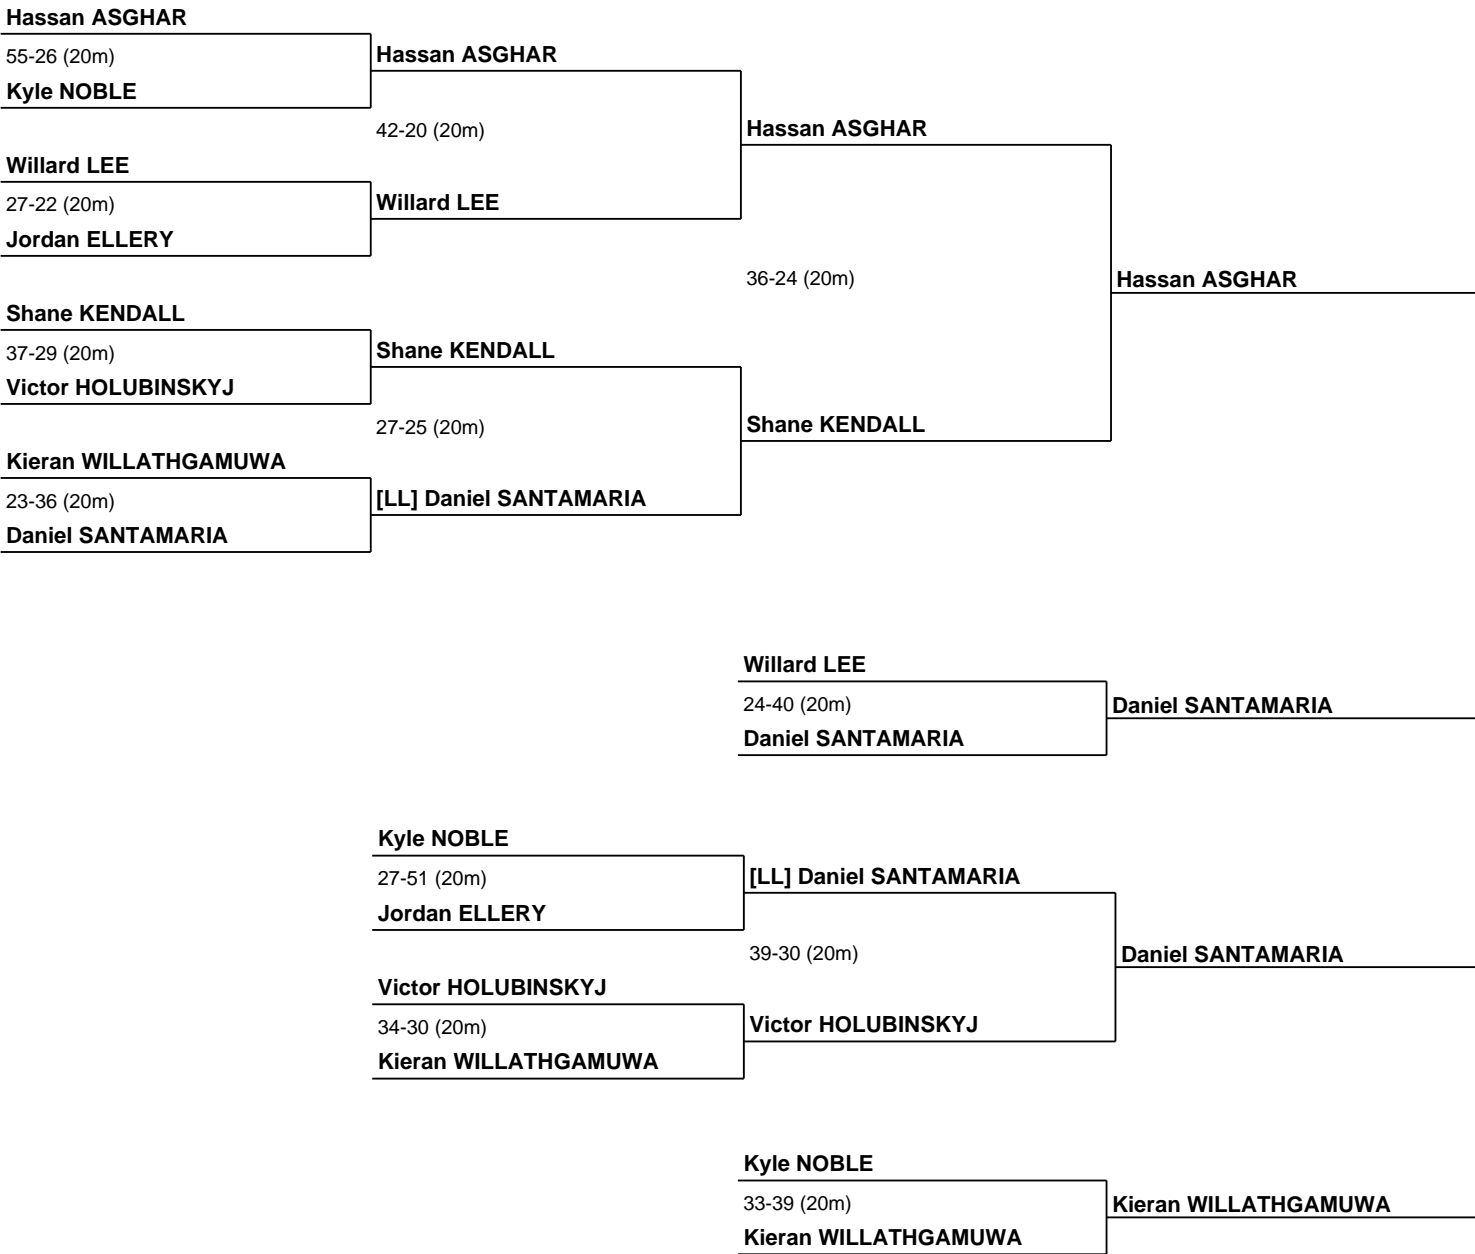 Hassan ASGHAR
55-26 (20m)
Kyle NOBLE
Hassan ASGHAR
42-20 (20m)
Willard LEE
27-22 (20m)
Jordan ELLERY
Willard LEE
Hassan ASGHAR
36-24 (20m)
Hassan ASGHAR
Shane KENDALL
37-29 (20m)
Victor HOLUBINSKYJ
Shane KENDALL
27-25 (20m)
Shane KENDALL
Kieran WILLATHGAMUWA
23-36 (20m)
Daniel SANTAMARIA
[LL] Daniel SANTAMARIA
Willard LEE
24-40 (20m)
Daniel SANTAMARIA
Daniel SANTAMARIA
Kyle NOBLE
27-51 (20m)
Jordan ELLERY
[LL] Daniel SANTAMARIA
39-30 (20m)
Daniel SANTAMARIA
Victor HOLUBINSKYJ
34-30 (20m)
Kieran WILLATHGAMUWA
Victor HOLUBINSKYJ
Kyle NOBLE
33-39 (20m)
Kieran WILLATHGAMUWA
Kieran WILLATHGAMUWA